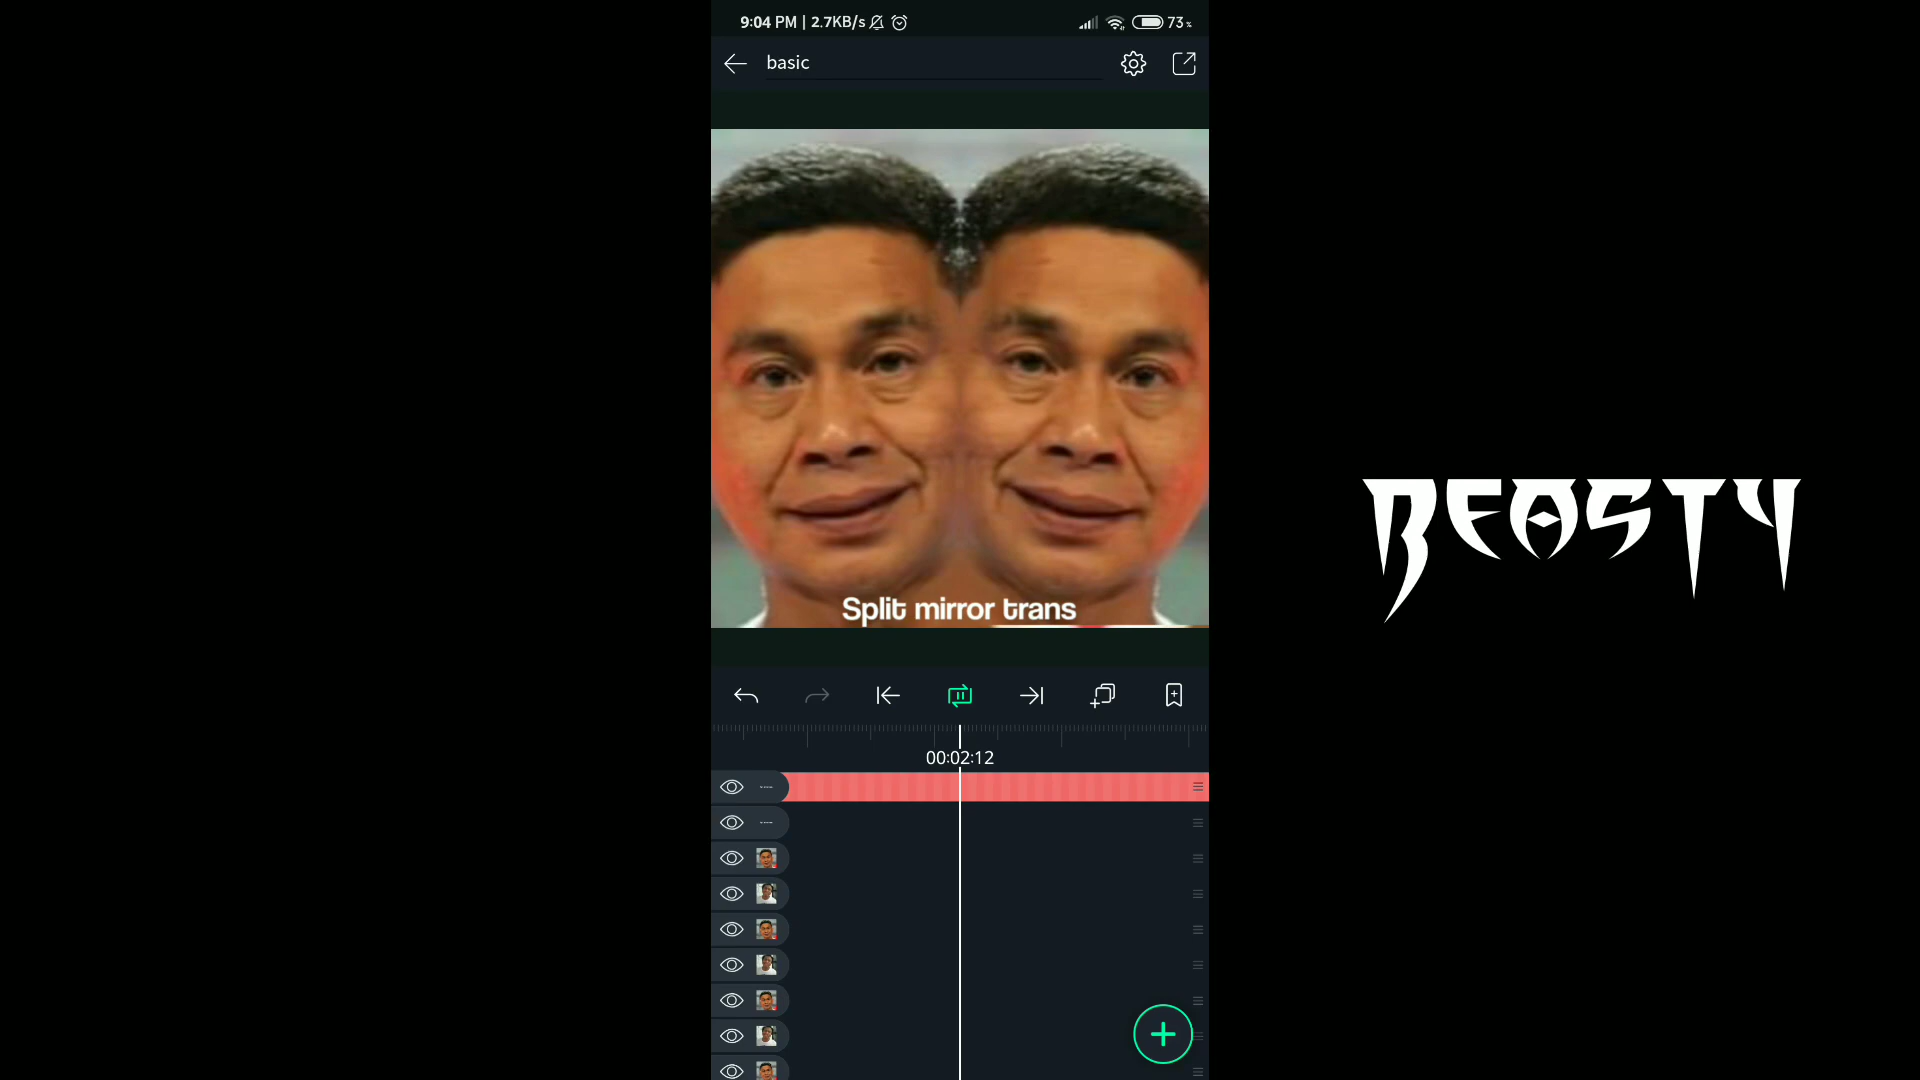 9:04 PM | 2.7KB/s 73%
basic
Split mirror trans
BEASTY
00:02:12